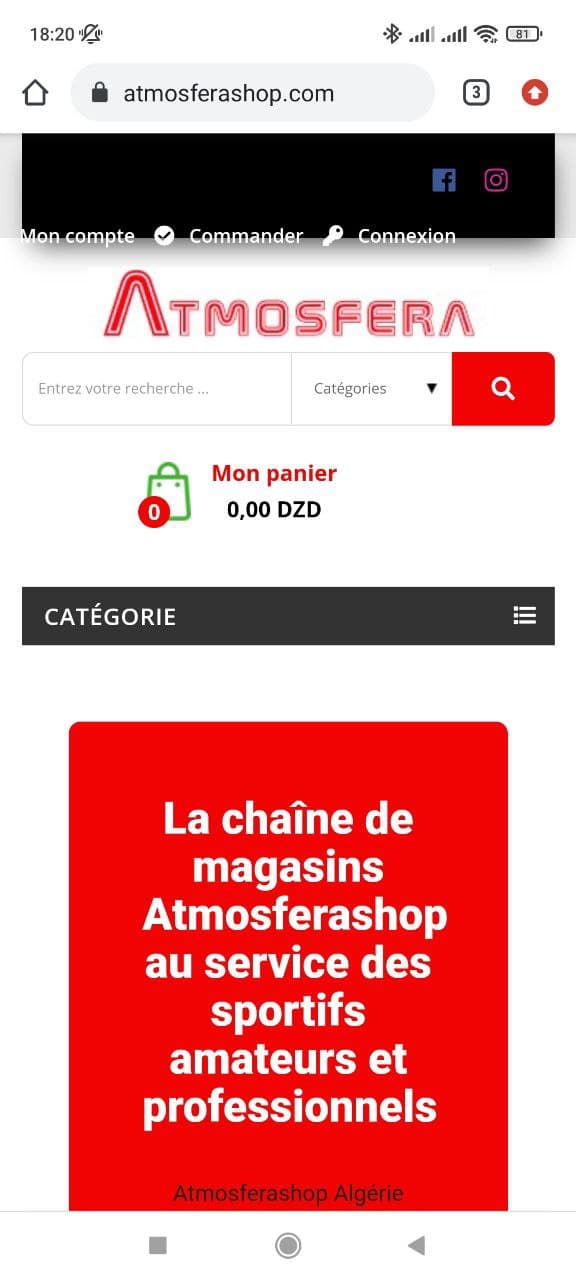 18:20 81
atmosferashop.com 3
Mon compte Commander Connexion
ATMOSFERA
Entrez votre recherche ... Catégories
Mon panier
0 0,00 DZD
CATÉGORIE
La chaîne de
magasins
Atmosferashop
au service des
sportifs
amateurs et
professionnels
Atmosferashop Algérie